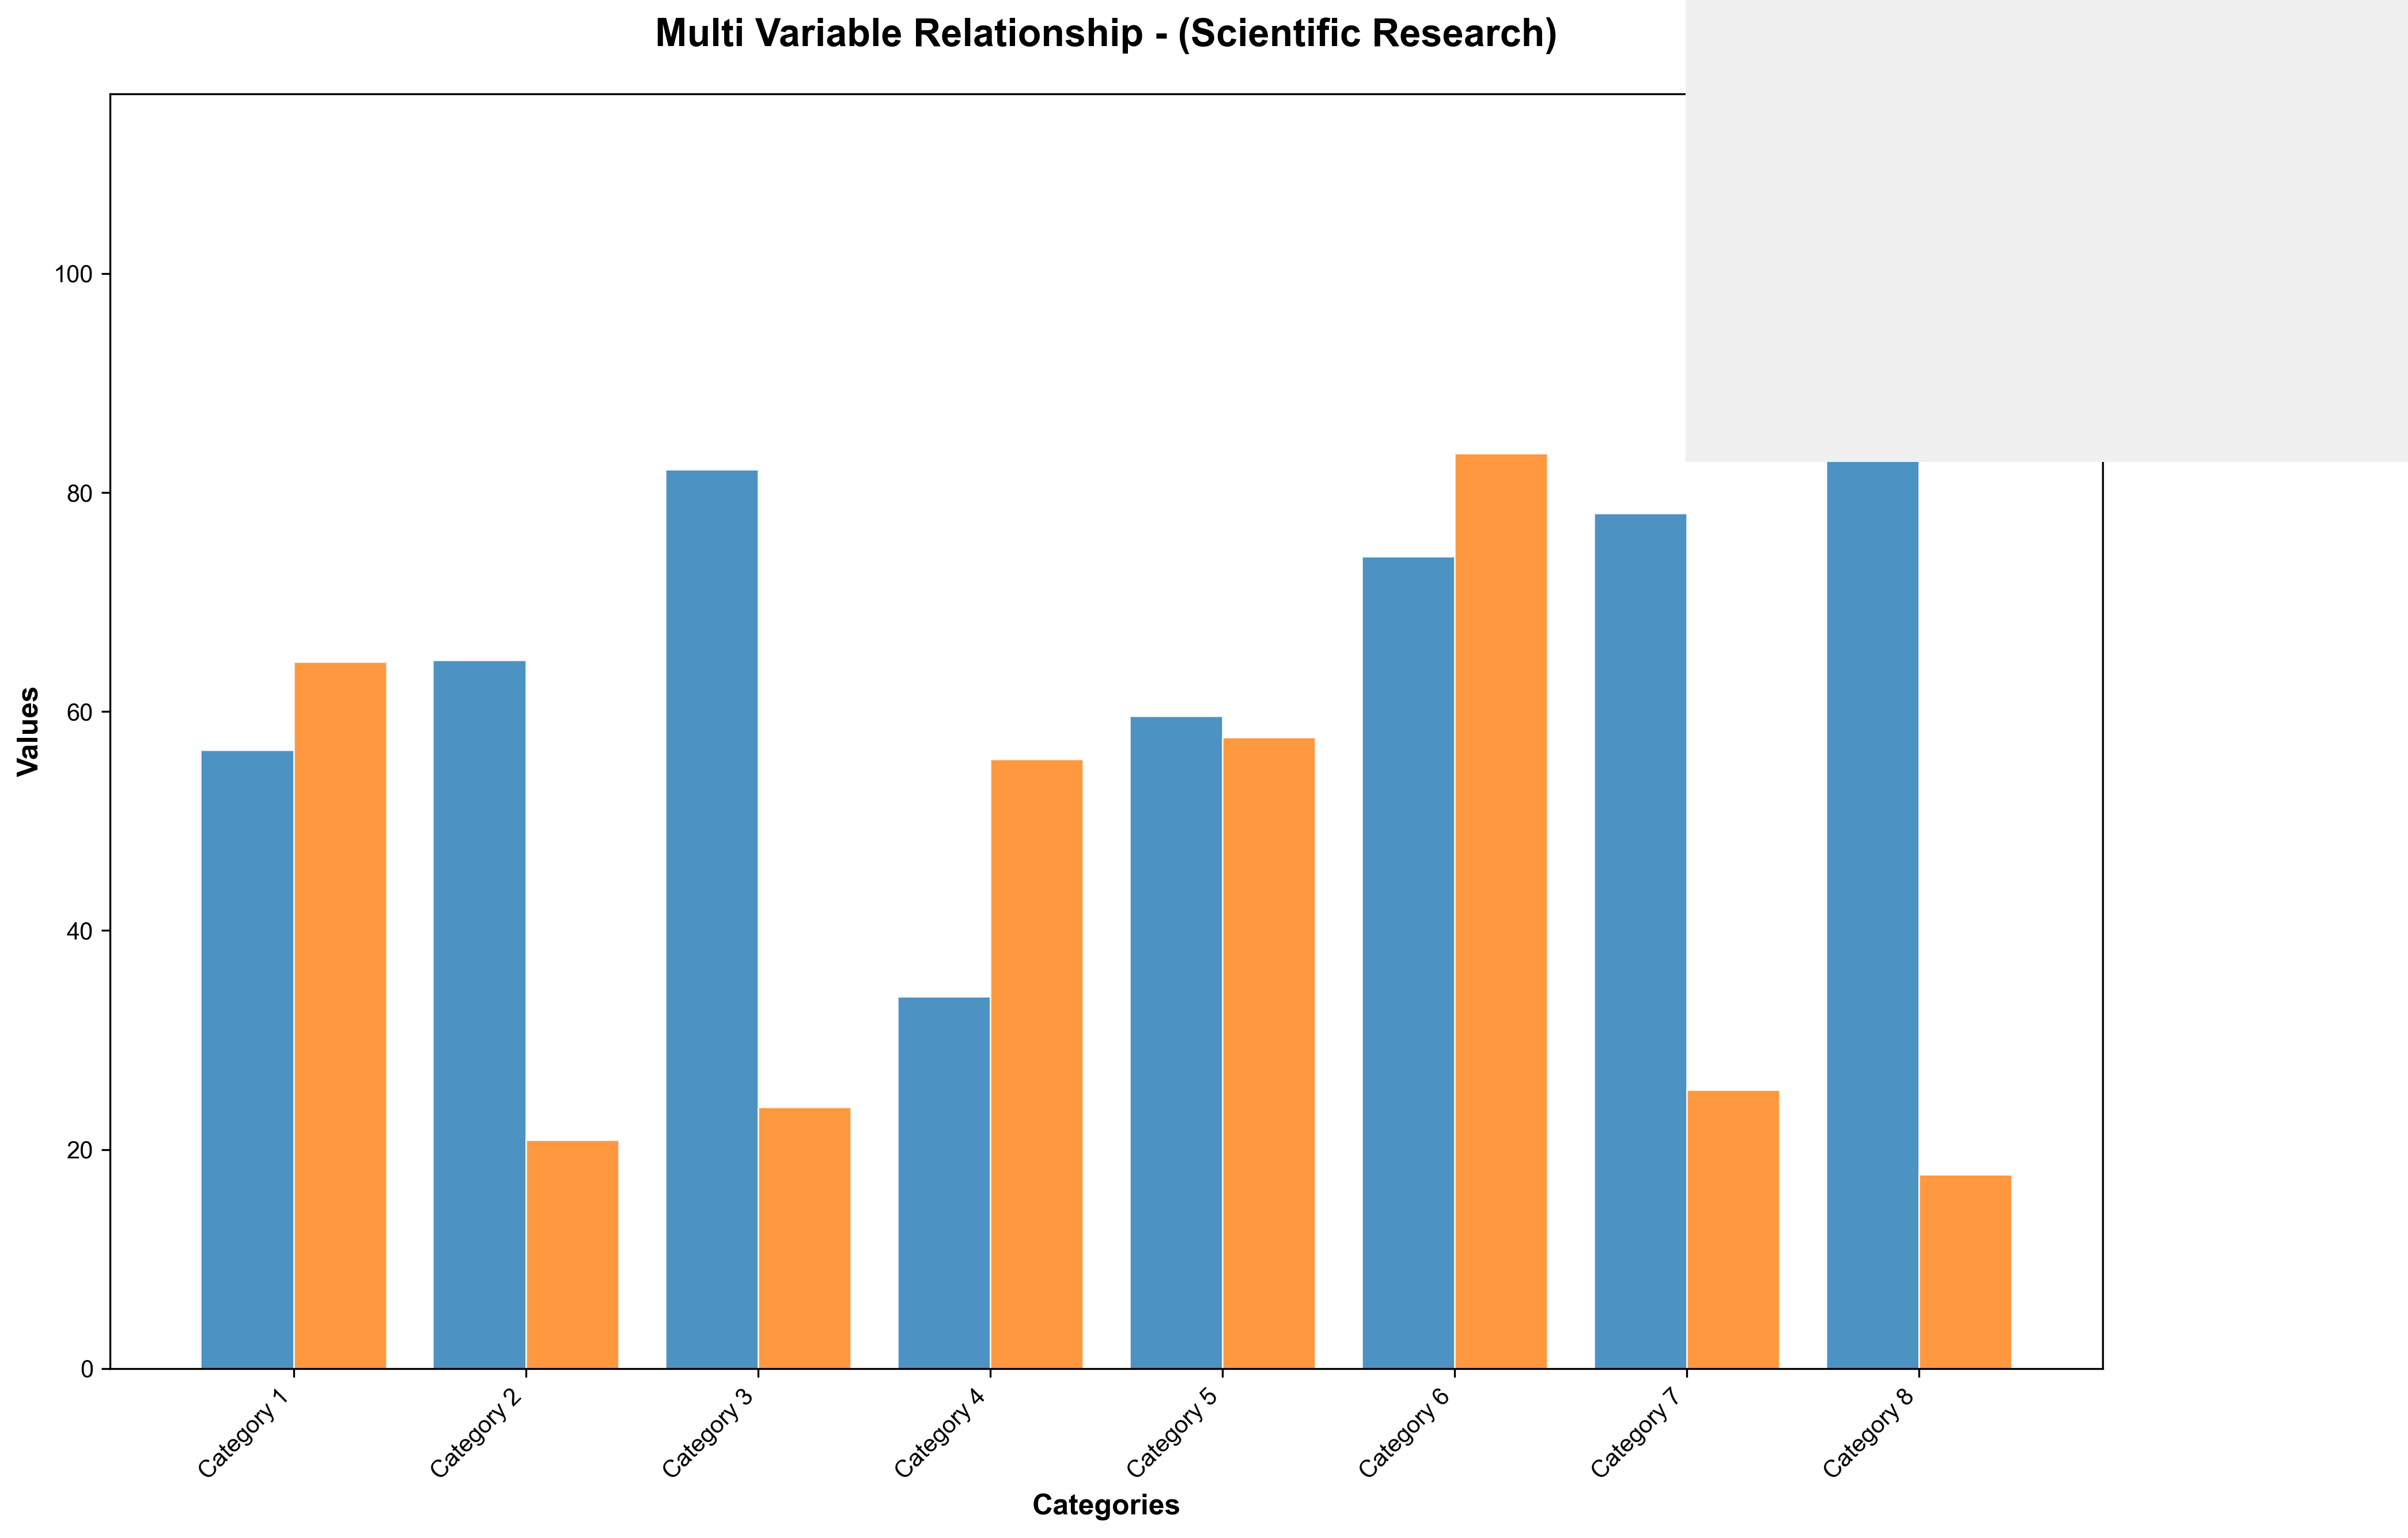 Multi Variable Relationship - (Scientific Research)
100
80
60
40
20
0
Values
Category 1
Category 2
Category 3
Category 4
Category 5
Category 6
Category 7
Category 8
Categories